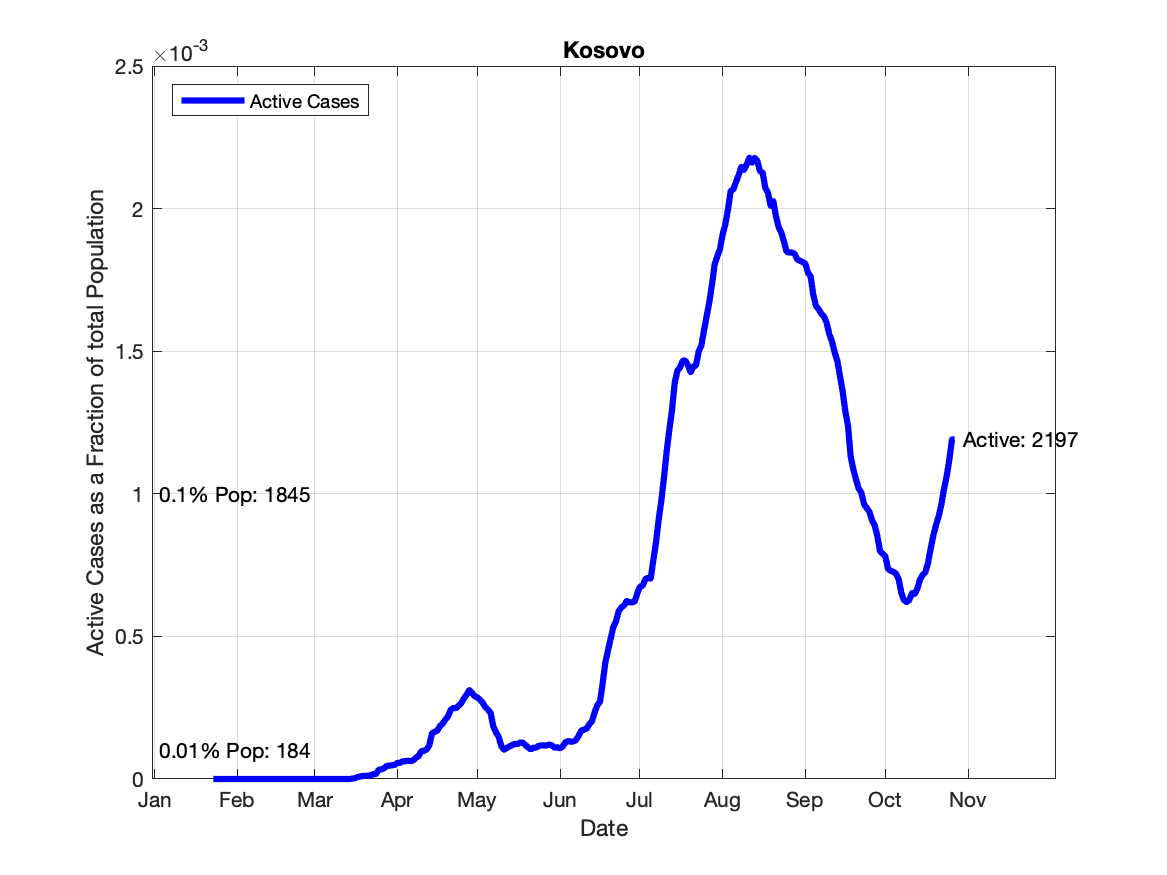 Kosovo
×10-3
2.5
2
1.5
1
0.5
0
Active Cases
Active: 2197
0.1% Pop: 1845
0.01% Pop: 184
Active Cases as a Fraction of total Population
Jan Feb Mar Apr May Jun Jul Aug Sep Oct Nov
Date